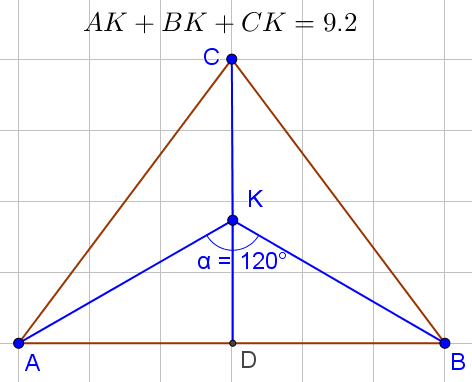 AK + BK + CK = 9.2
C
K
α = 120°
A
D
B